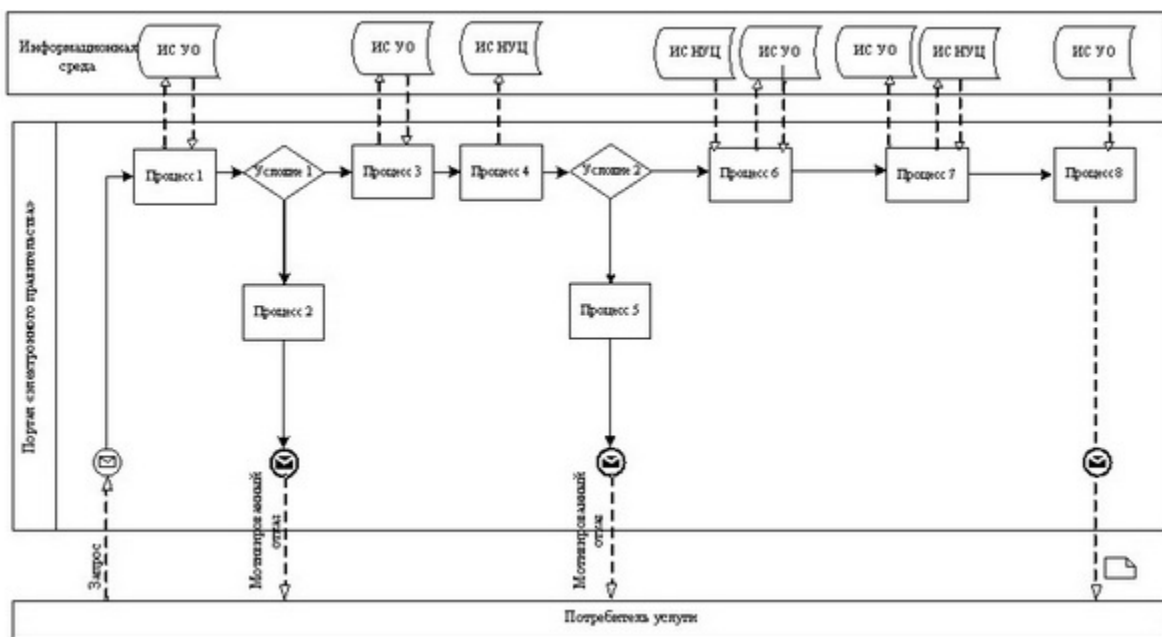 Информационная
среда
ИС УО
ИС УО
ИС НУЦ
ИС НУЦ
ИС УО
ИС УО
ИС НУЦ
ИС УО
Портал «электронного правительства»
Процесс 1
Условие 1
Процесс 3
Процесс 4
Условие 2
Процесс 6
Процесс 7
Процесс 8
Процесс 2
Процесс 5
Запрос
Мотивированный
отказ
Мотивированный
отказ
Потребитель услуги